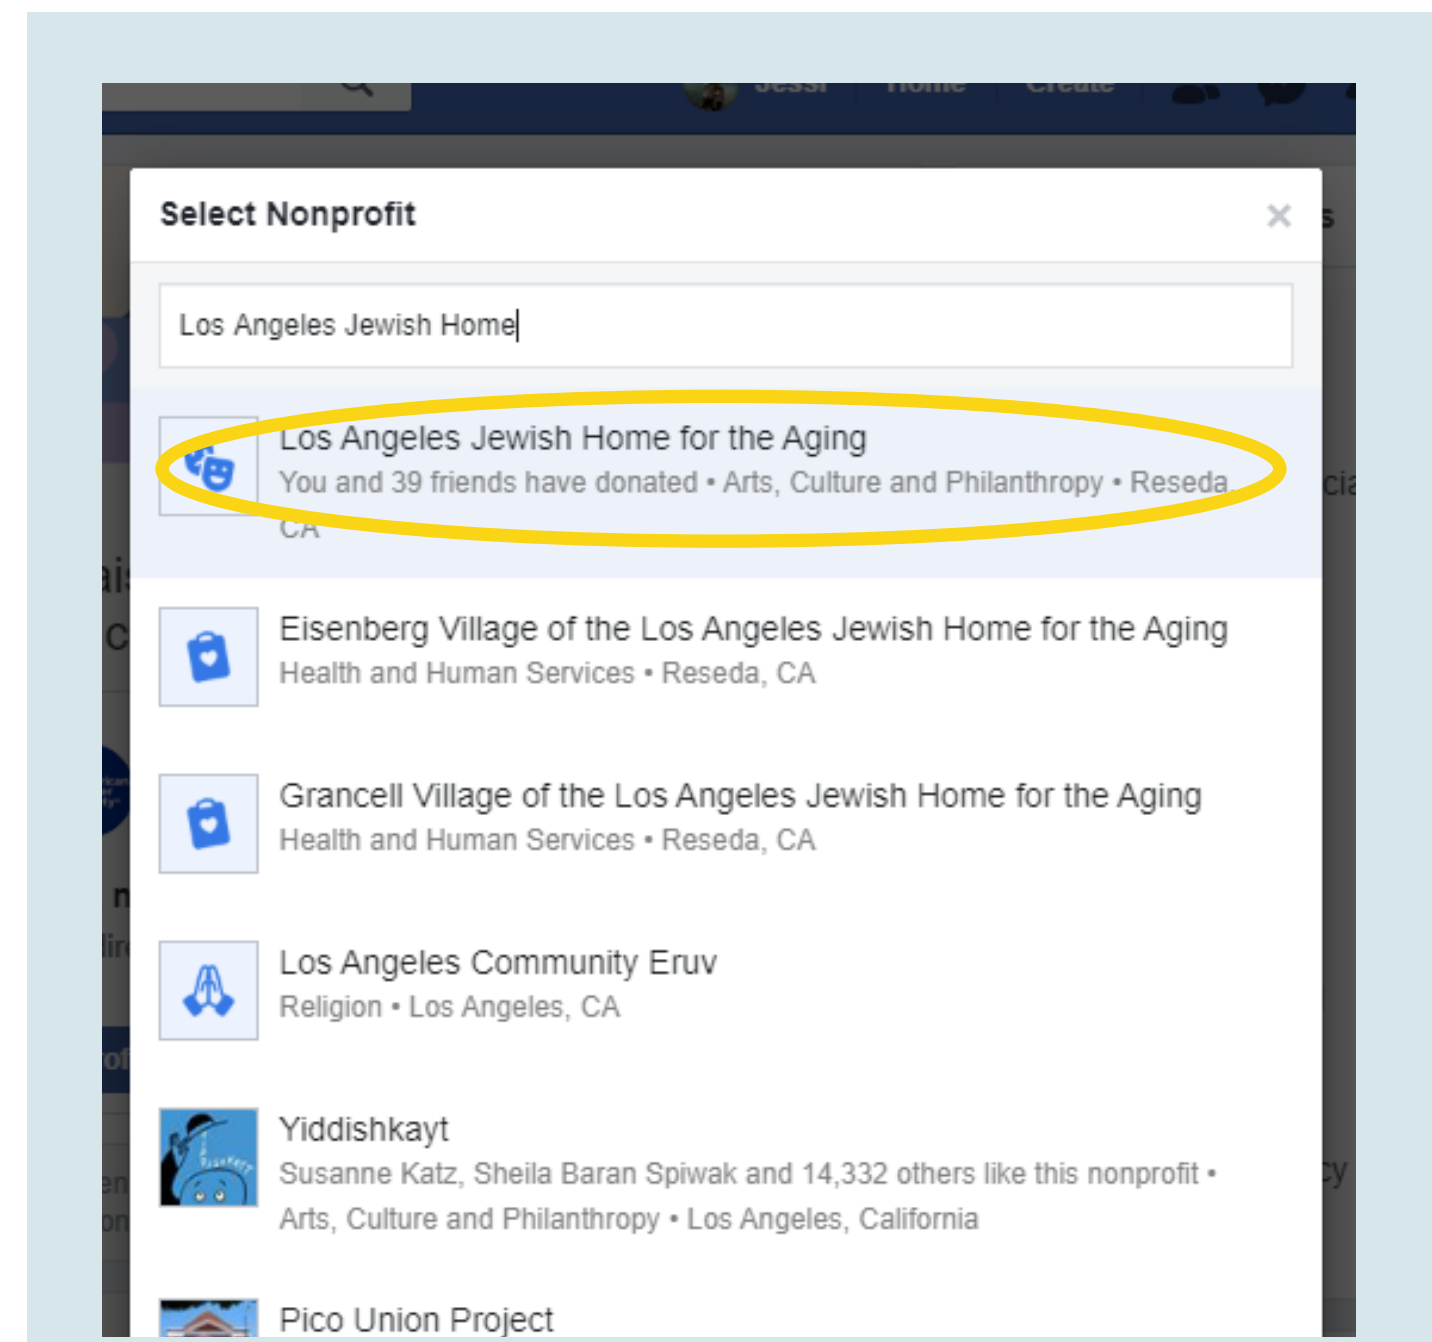 Jessi Home Create
Select Nonprofit
Los Angeles Jewish Home
Los Angeles Jewish Home for the Aging
You and 39 friends have donated • Arts, Culture and Philanthropy • Reseda,
CA
Eisenberg Village of the Los Angeles Jewish Home for the Aging
Health and Human Services • Reseda, CA
Grancell Village of the Los Angeles Jewish Home for the Aging
Health and Human Services • Reseda, CA
Los Angeles Community Eruv
Religion • Los Angeles, CA
Yiddishkayt
Susanne Katz, Sheila Baran Spiwak and 14,332 others like this nonprofit •
Arts, Culture and Philanthropy • Los Angeles, California
Pico Union Project